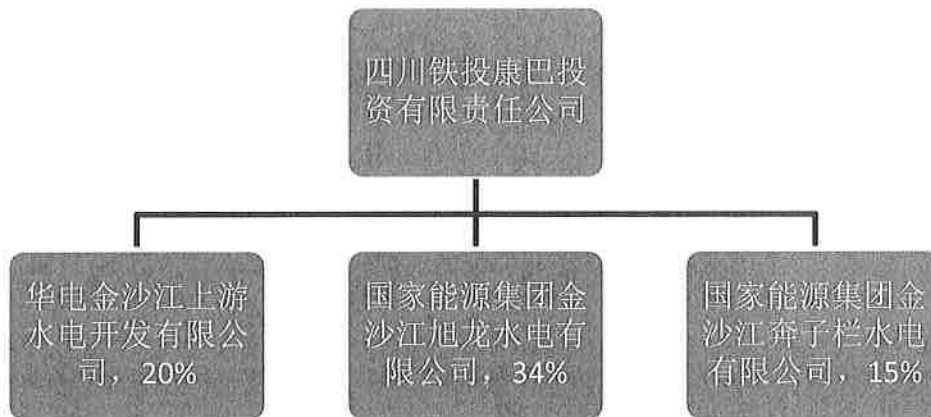 四川铁投康巴投
资有限责任公司
华电金沙江上游
水电开发有限公
司，20%
国家能源集团金
沙江旭龙水电有
限公司，34%
国家能源集团金
沙江奔子栏水电
有限公司，15%